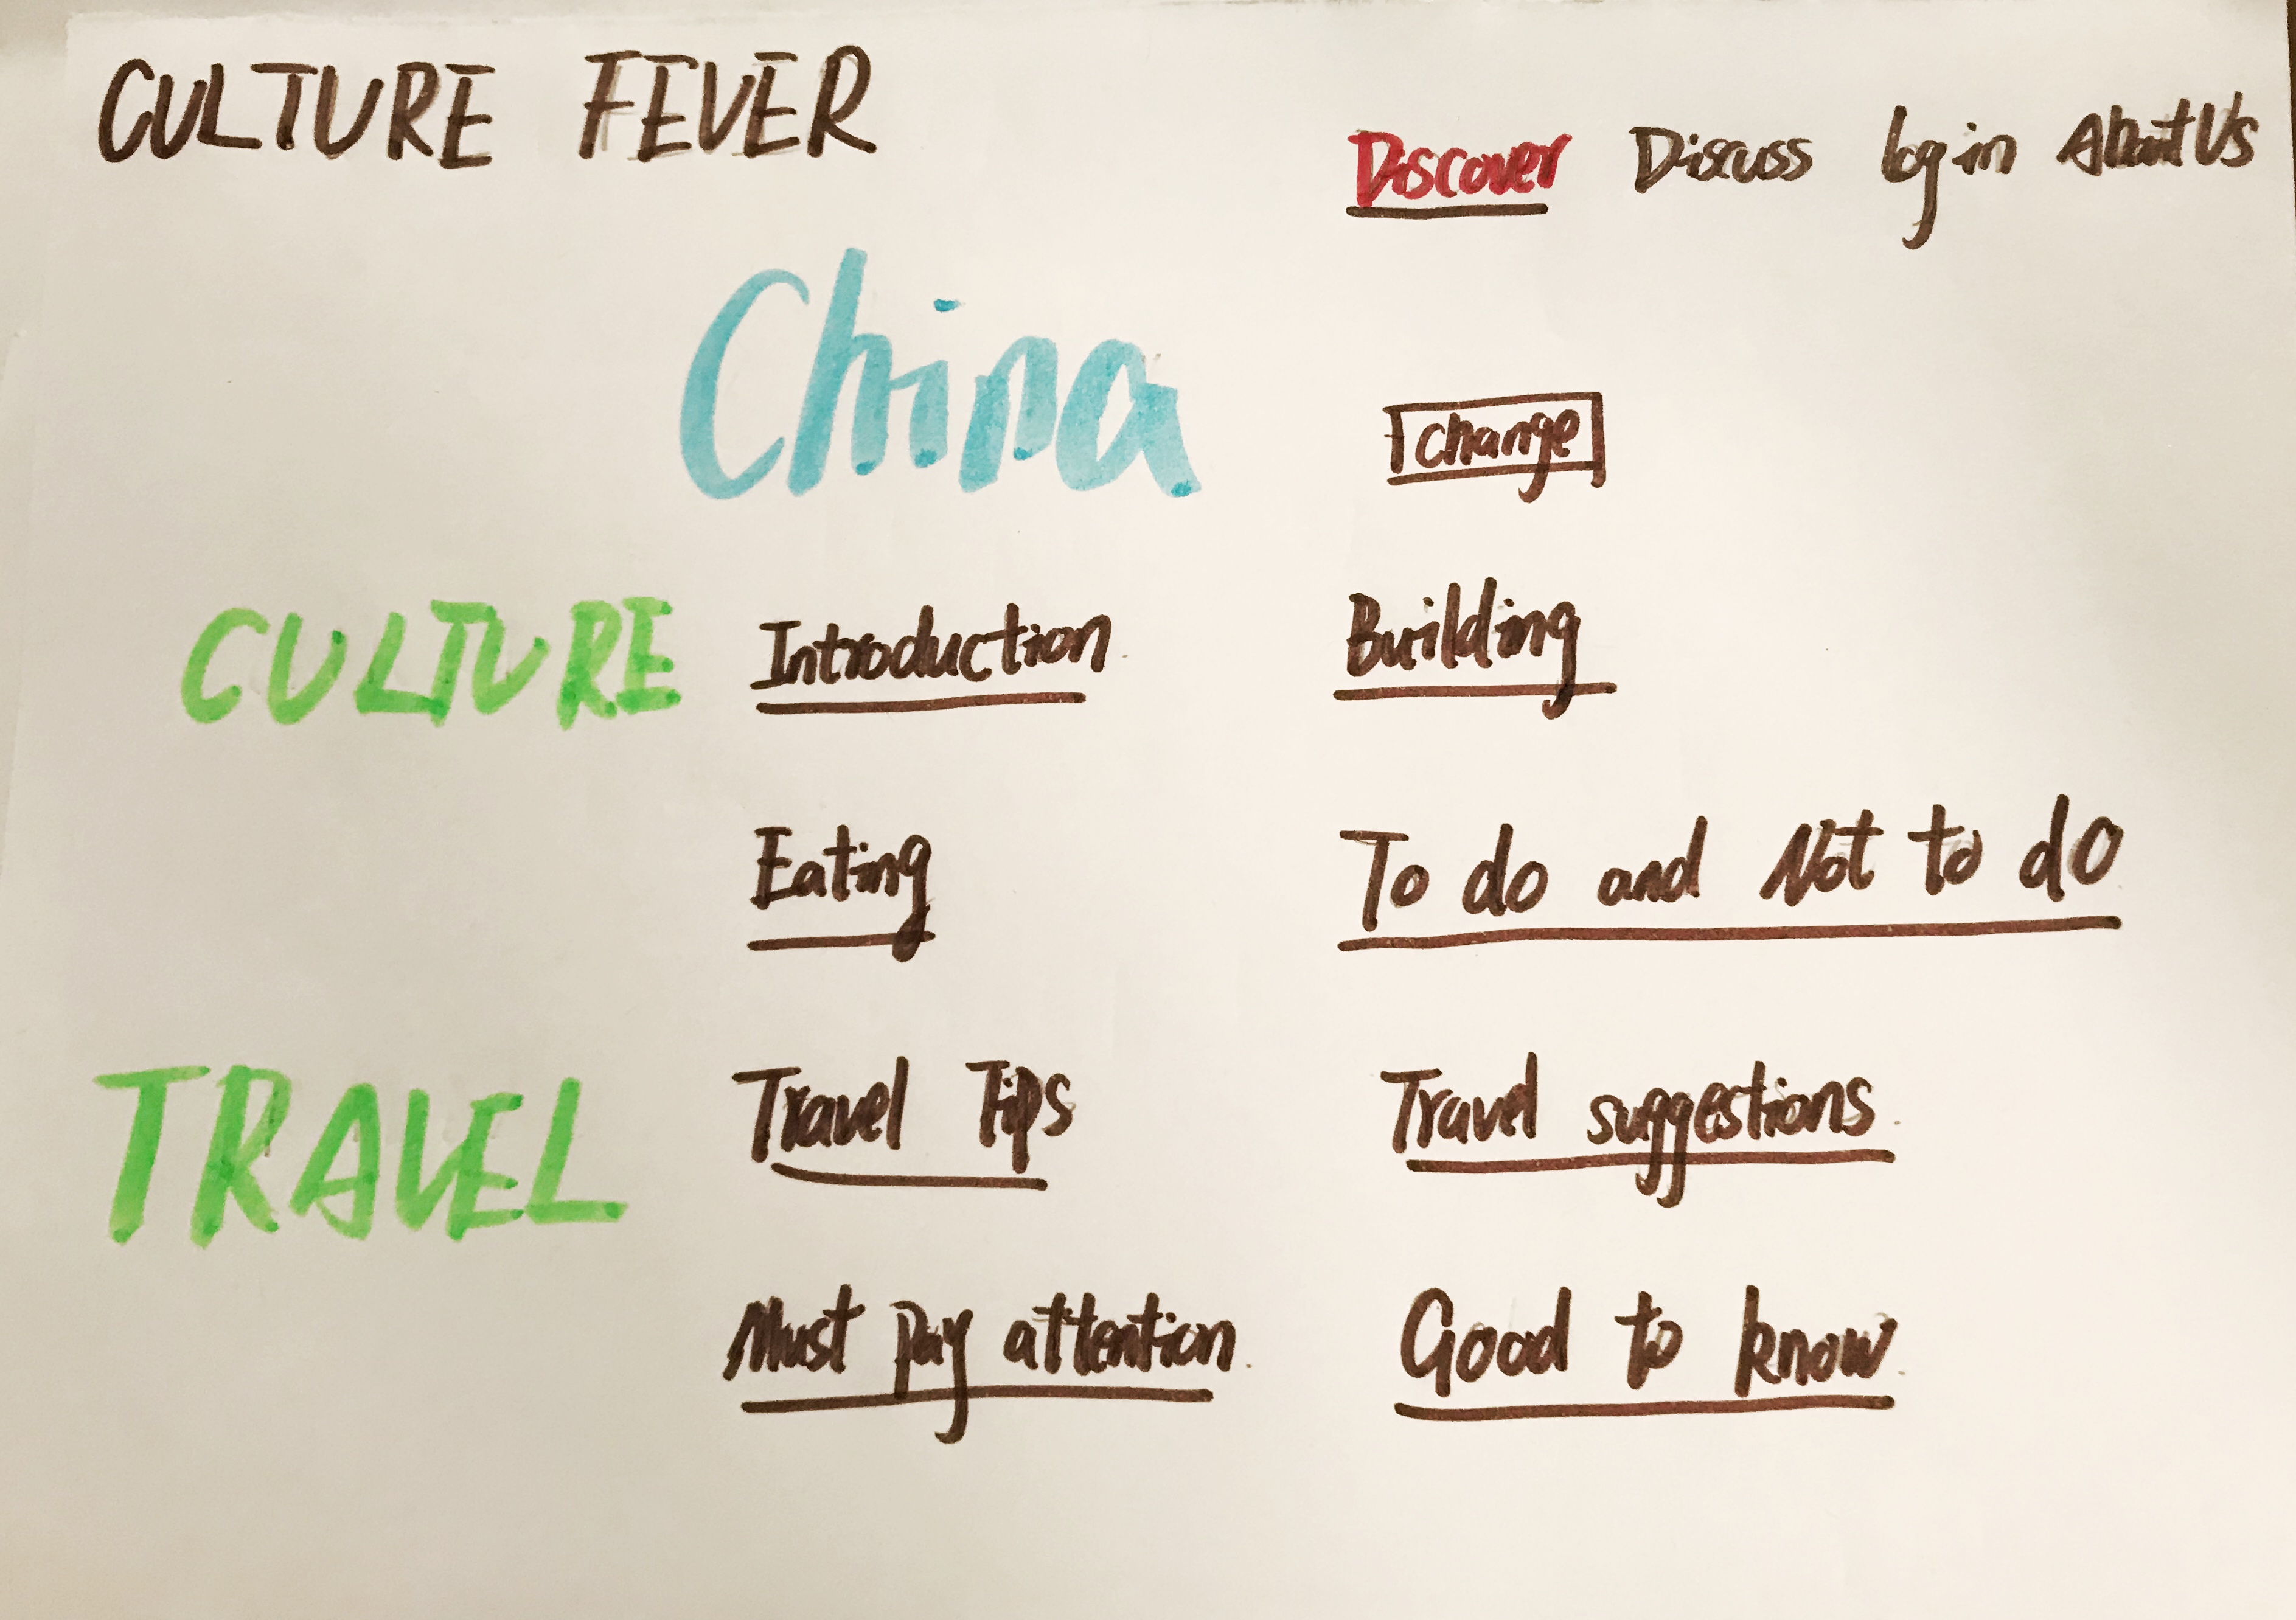 CULTURE FEVER
Discover Discuss log in About Us
China
Change
CULTURE Introduction Building
Eating To do and Not to do
TRAVEL Travel Tips Travel suggestions
Must pay attention Good to know